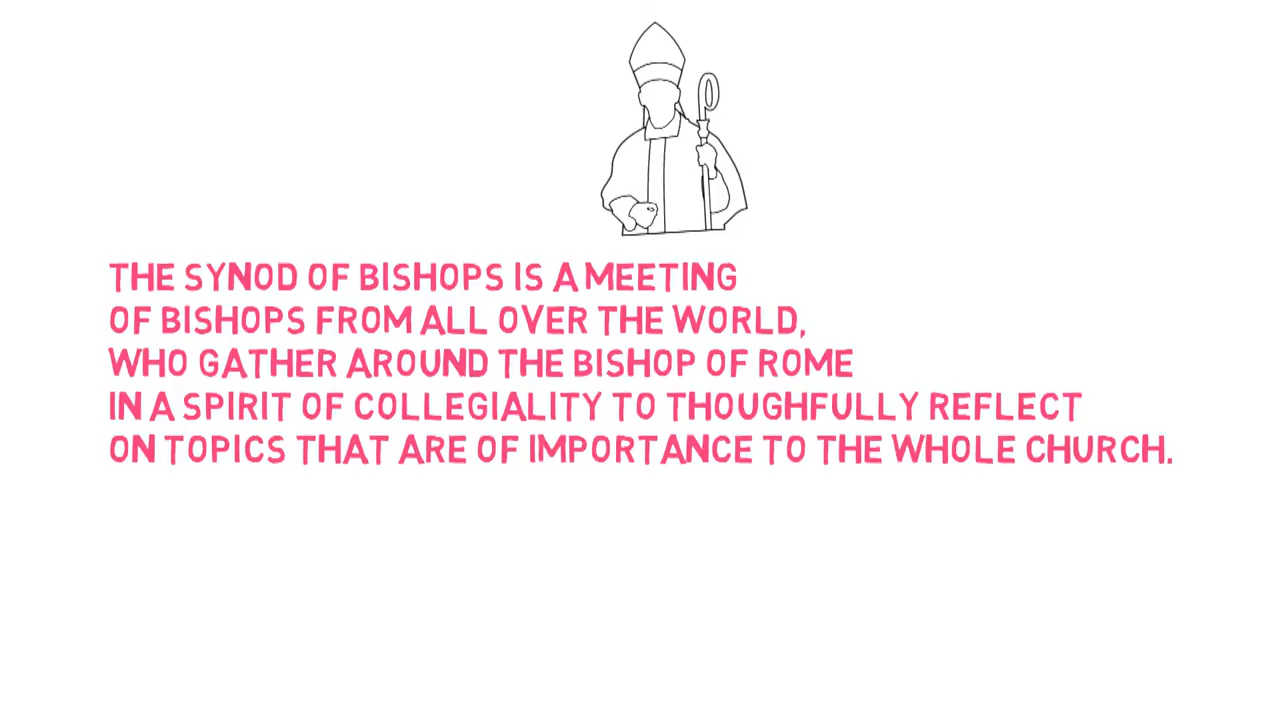 THE SYNOD OF BISHOPS IS A MEETING
OF BISHOPS FROM ALL OVER THE WORLD,
WHO GATHER AROUND THE BISHOP OF ROME
IN A SPIRIT OF COLLEGIALITY TO THOUGHFULLY REFLECT
ON TOPICS THAT ARE OF IMPORTANCE TO THE WHOLE CHURCH.